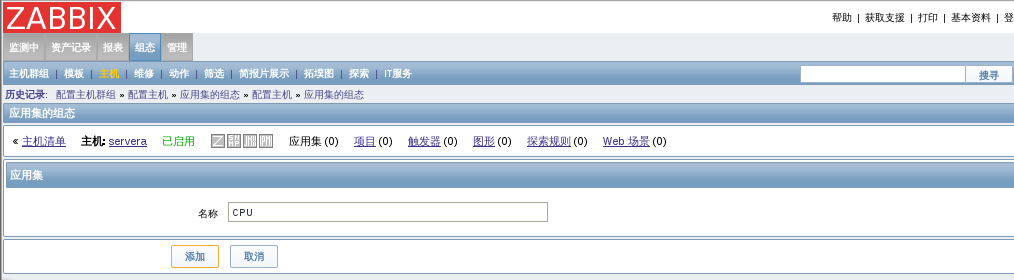 ZABBIX
帮助 | 获取支援 | 打印 | 基本资料 | 登
监测中 资产记录 报表 组态 管理
主机群组 | 模板 | 主机 | 维修 | 动作 | 筛选 | 简报片展示 | 拓墣图 | 探索 | IT服务 搜寻
历史记录: 配置主机群组 » 配置主机 » 应用集的组态 » 配置主机 » 应用集的组态
应用集的组态
« 主机清单 主机: servera 已启用 应用集 (0) 项目 (0) 触发器 (0) 图形 (0) 探索规则 (0) Web 场景 (0)
应用集
名称 CPU
添加 取消